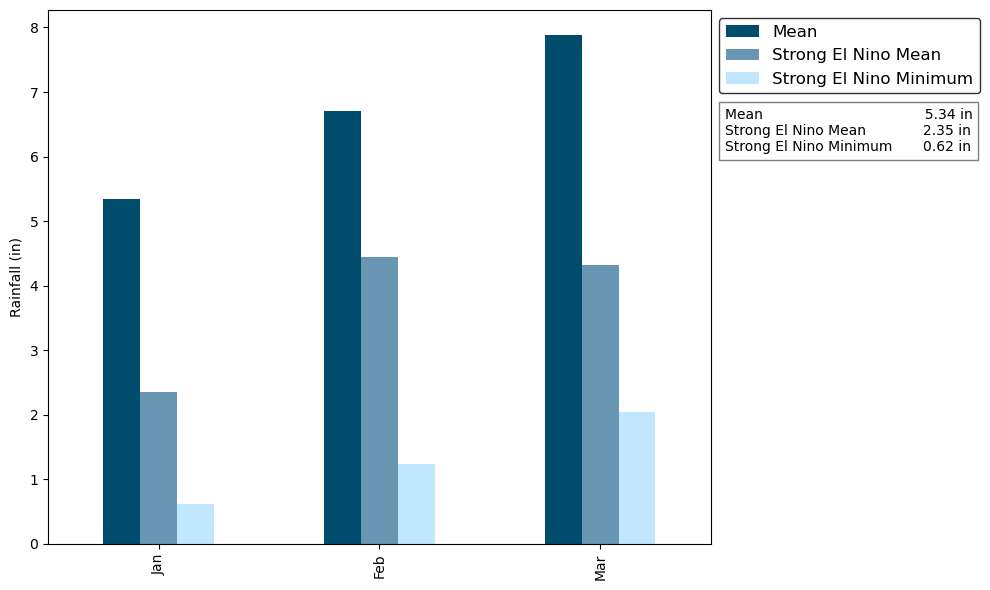 8
7
6
5
4
3
2
1
0
Rainfall (in)
Jan
Feb
Mar
Mean
Strong El Nino Mean
Strong El Nino Minimum
Mean 5.34 in
Strong El Nino Mean 2.35 in
Strong El Nino Minimum 0.62 in